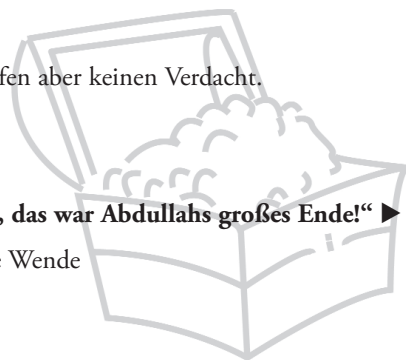 fen aber keinen Verdacht.
, das war Abdullahs großes Ende!“ ▶
Wende